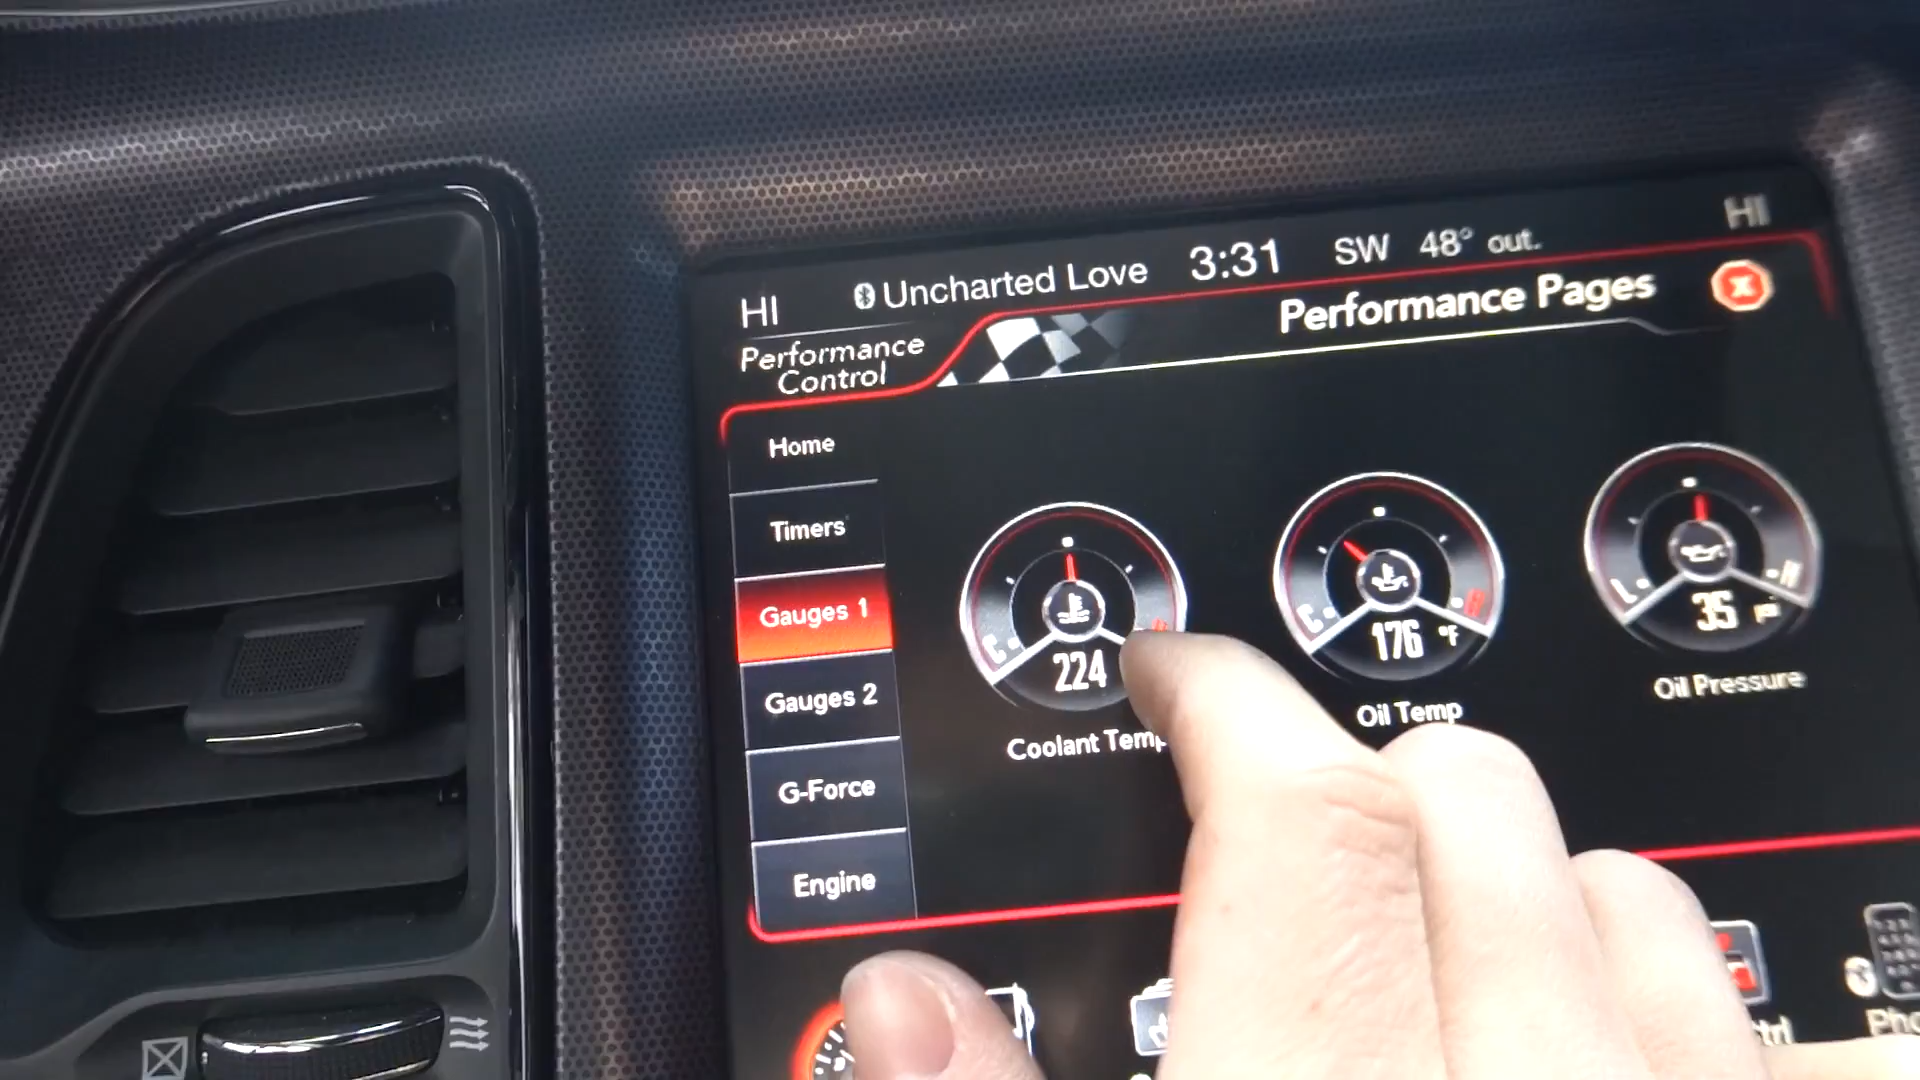 HI
Uncharted Love 3:31 SW 48° out.
HI
Performance
Control
Performance Pages
Home
Timers
Gauges 1
Gauges 2
G-Force
Engine
C H
224
Coolant Temp
C H
176 °F
Oil Temp
L H
35 psi
Oil Pressure